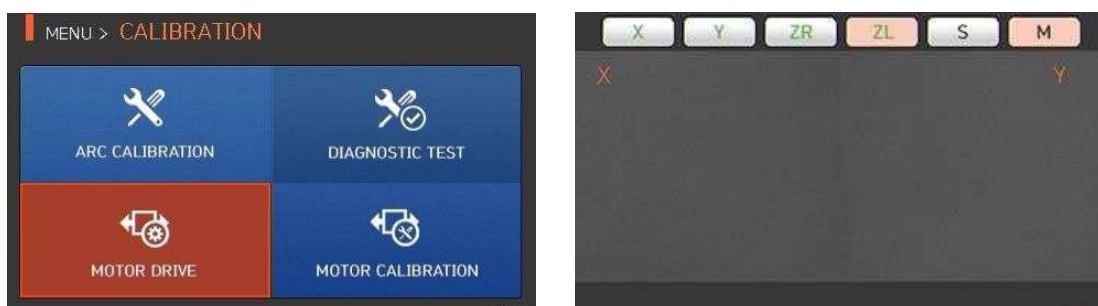 MENU > CALIBRATION
ARC CALIBRATION
DIAGNOSTIC TEST
MOTOR DRIVE
MOTOR CALIBRATION
X Y ZR ZL S M
X Y